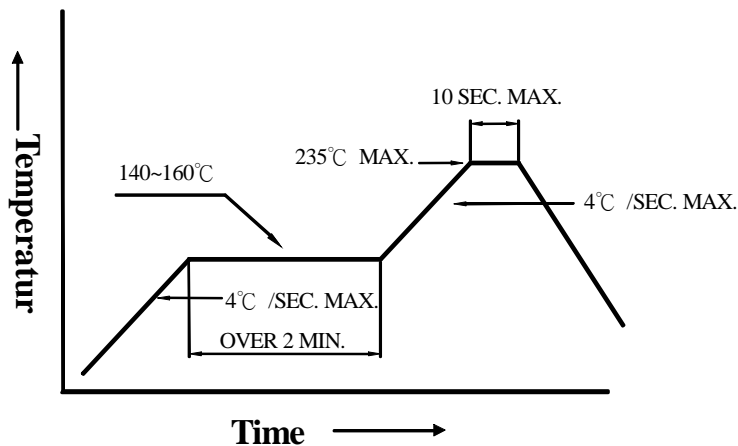 10 SEC. MAX.
235℃ MAX.
140~160℃
4℃ /SEC. MAX.
4℃ /SEC. MAX.
OVER 2 MIN.
Temperatur
Time